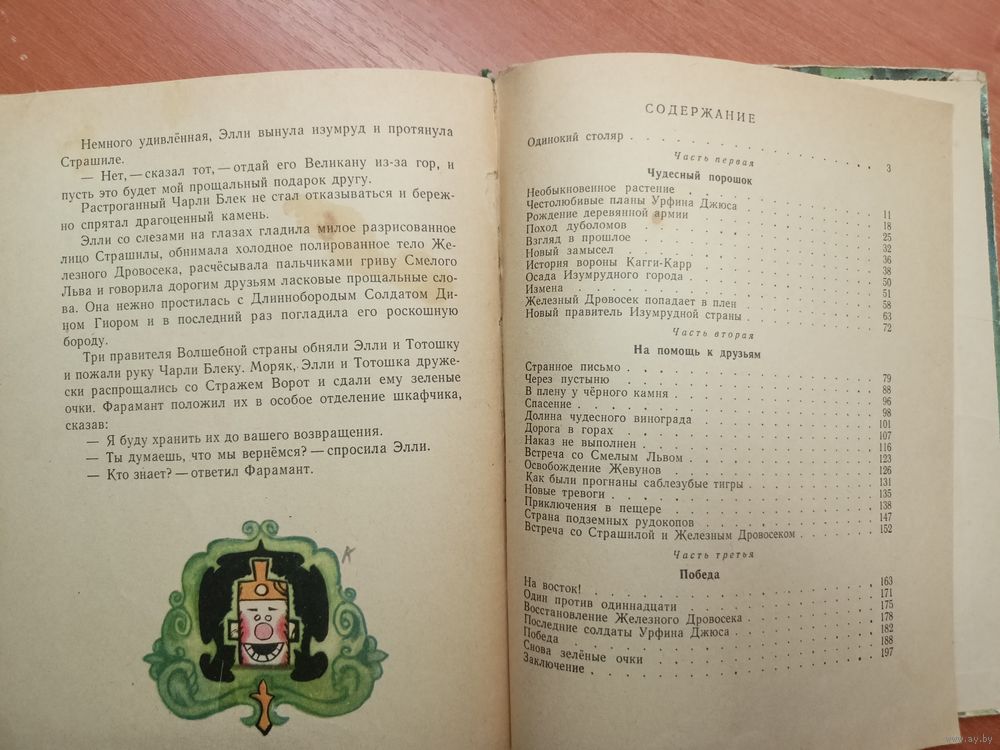 Немного удивлённая, Элли вынула изумруд и протянула
Страшиле.
— Нет, — сказал тот, — отдай его Великану из-за гор, и
пусть это будет мой прощальный подарок другу.
Растроганный Чарли Блек не стал отказываться и береж-
но спрятал драгоценный камень.
Элли со слезами на глазах гладила милое разрисованное
лицо Страшилы, обнимала холодное полированное тело Же-
лезного Дровосека, расчёсывала пальчиками гриву Смелого
Льва и говорила дорогим друзьям ласковые прощальные сло-
ва. Она нежно простилась с Длиннобородым Солдатом Ди-
ном Гиором и в последний раз погладила его роскошную
бороду.
Три правителя Волшебной страны обняли Элли и Тотошку
и пожали руку Чарли Блеку. Моряк, Элли и Тотошка друже-
ски распрощались со Стражем Ворот и сдали ему зеленые
очки. Фарамант положил их в особое отделение шкафчика,
сказав:
— Я буду хранить их до вашего возвращения.
— Ты думаешь, что мы вернёмся? — спросила Элли.
— Кто знает? — ответил Фарамант.
К
СОДЕРЖАНИЕ
Одинокий столяр 3
Часть первая
Чудесный порошок
Необыкновенное растение 11
Честолюбивые планы Урфина Джюса 18
Рождение деревянной армии 25
Поход дуболомов 32
Взгляд в прошлое 36
Новый замысел 38
История вороны Кагги-Карр 50
Осада Изумрудного города 51
Измена 58
Железный Дровосек попадает в плен 63
Новый правитель Изумрудной страны 72
Часть вторая
На помощь к друзьям
Странное письмо 79
Через пустыню 88
В плену у чёрного камня 96
Спасение 98
Долина чудесного винограда 101
Дорога в горах 107
Наказ не выполнен 116
Встреча со Смелым Львом 123
Освобождение Жевунов 126
Как были прогнаны саблезубые тигры 131
Новые тревоги 135
Приключения в пещере 138
Страна подземных рудокопов 147
Встреча со Страшилой и Железным Дровосеком 152
Часть третья
Победа
На восток! 163
Один против одиннадцати 171
Восстановление Железного Дровосека 175
Последние солдаты Урфина Джюса 178
Победа 182
Снова зелёные очки 188
Заключение 197
www.ay.by